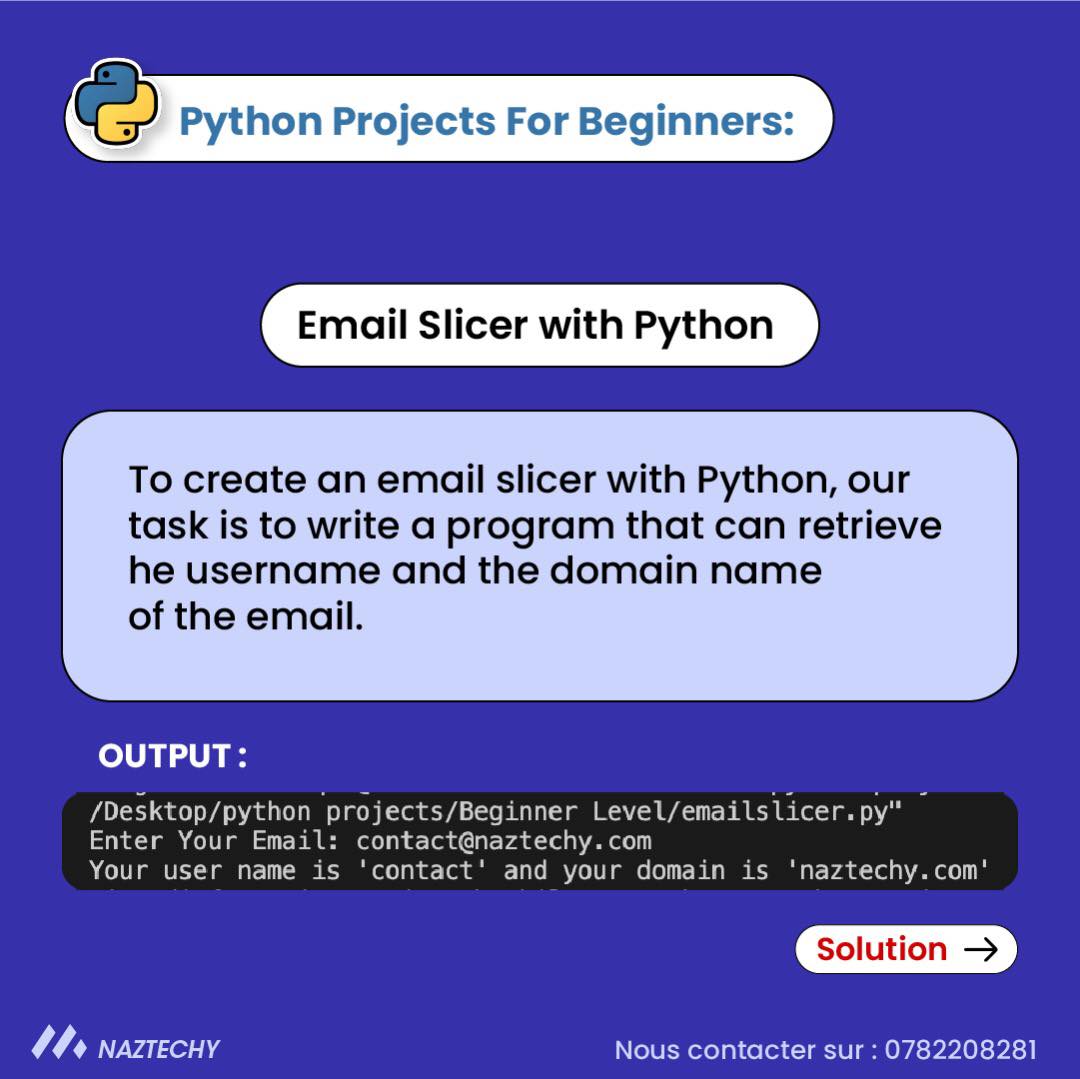 Python Projects For Beginners:
Email Slicer with Python
To create an email slicer with Python, our
task is to write a program that can retrieve
he username and the domain name
of the email.
OUTPUT :
/Desktop/python projects/Beginner Level/emailslicer.py"
Enter Your Email: contact@naztechy.com
Your user name is 'contact' and your domain is 'naztechy.com'
Solution →
NAZTECHY
Nous contacter sur : 0782208281